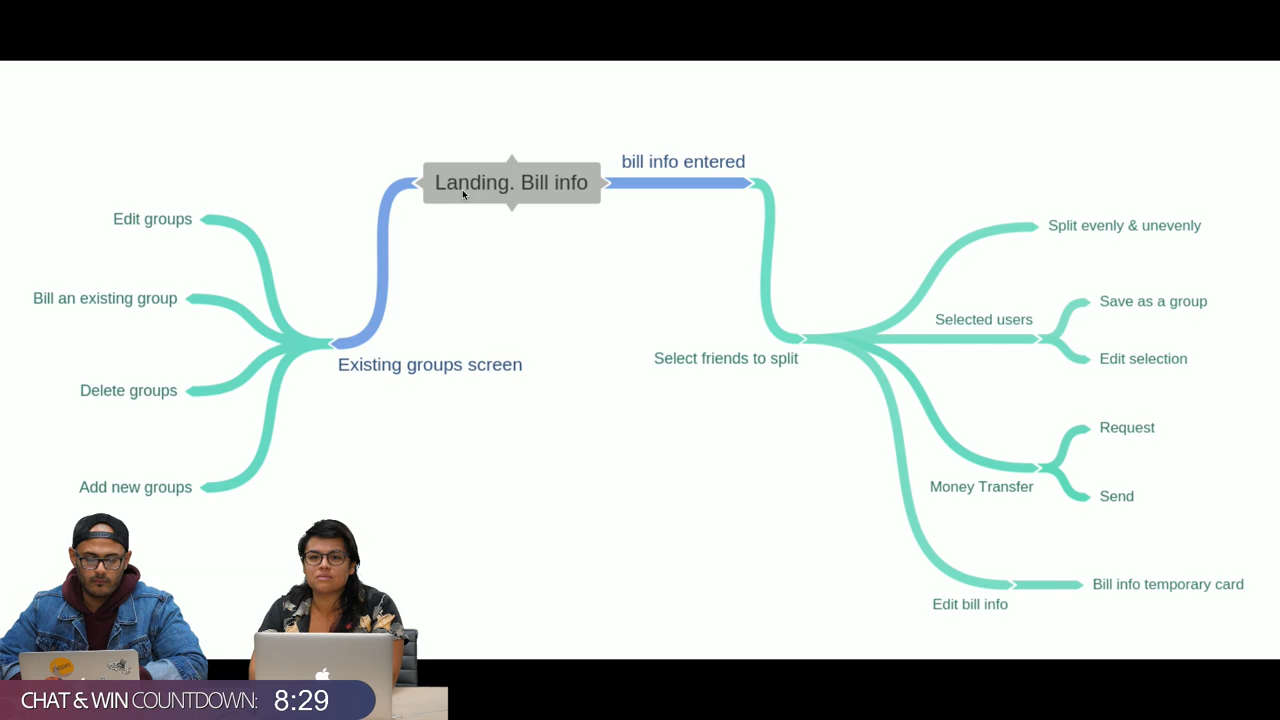 bill info entered
Landing. Bill info
Edit groups
Bill an existing group
Delete groups
Add new groups
Existing groups screen
Select friends to split
Split evenly & unevenly
Selected users
Save as a group
Edit selection
Money Transfer
Request
Send
Edit bill info
Bill info temporary card
CHAT & WIN COUNTDOWN: 8:29